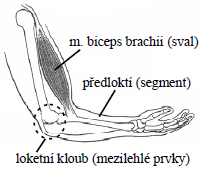 m. biceps brachii (sval)
předloktí (segment)
loketní kloub (mezilehlé prvky)